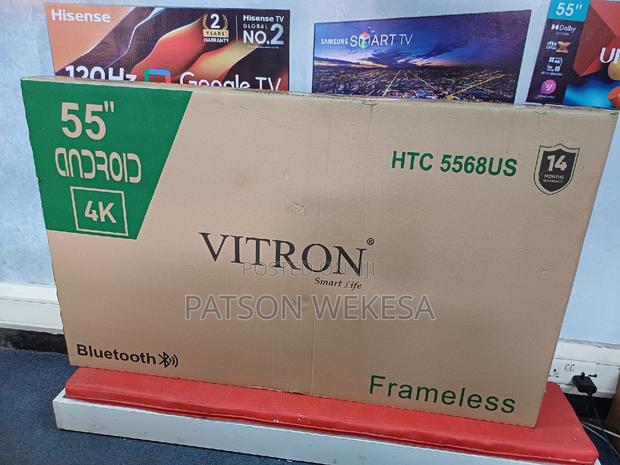 Hisense
2
YEARS'
WARRANTY
Hisense TV
GLOBAL
NO.2
120Hz
Google TV
SAMSUNG SMART TV
55"
Dolby
55"
ANDROID
4K
HTC 5568US
14
MONTHS
WARRANTY
VITRON®
Smart Life
POSTED ON JIJI
PATSON WEKESA
Bluetooth
Frameless